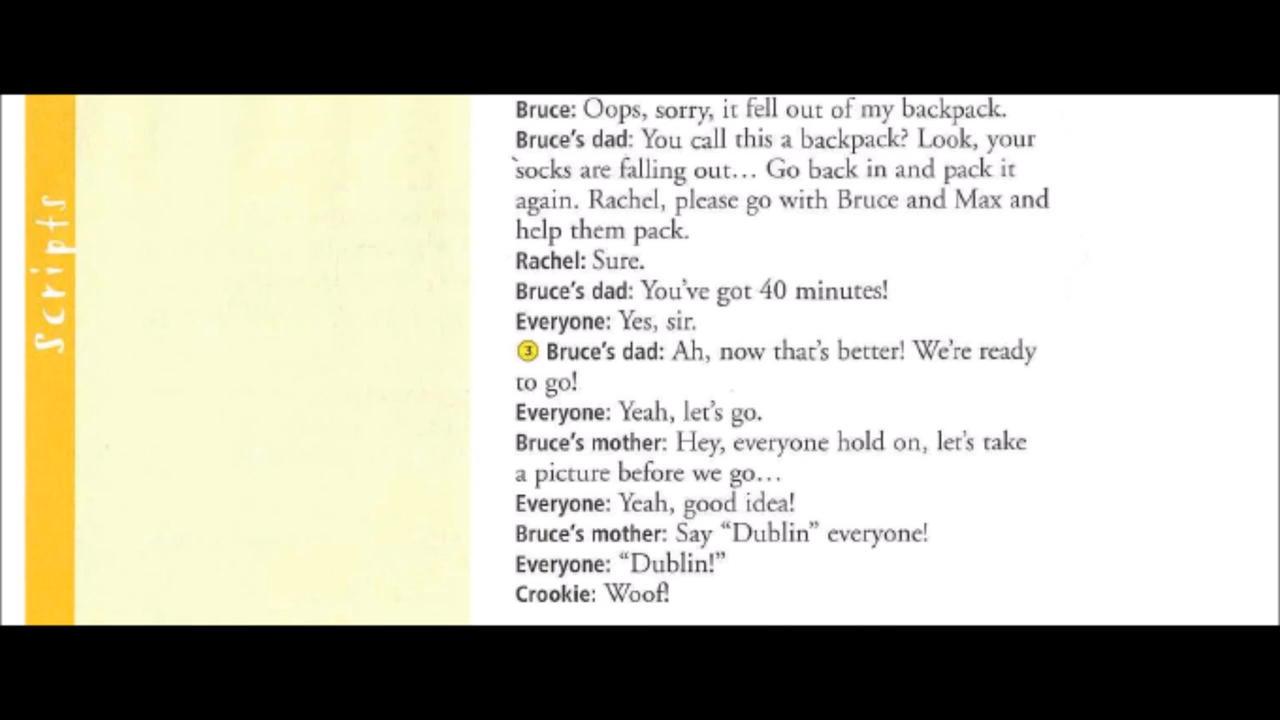 Scripts
Bruce: Oops, sorry, it fell out of my backpack.
Bruce's dad: You call this a backpack? Look, your
socks are falling out... Go back in and pack it
again. Rachel, please go with Bruce and Max and
help them pack.
Rachel: Sure.
Bruce's dad: You've got 40 minutes!
Everyone: Yes, sir.
3 Bruce's dad: Ah, now that's better! We're ready
to go!
Everyone: Yeah, let's go.
Bruce's mother: Hey, everyone hold on, let's take
a picture before we go...
Everyone: Yeah, good idea!
Bruce's mother: Say “Dublin” everyone!
Everyone: “Dublin!”
Crookie: Woof!